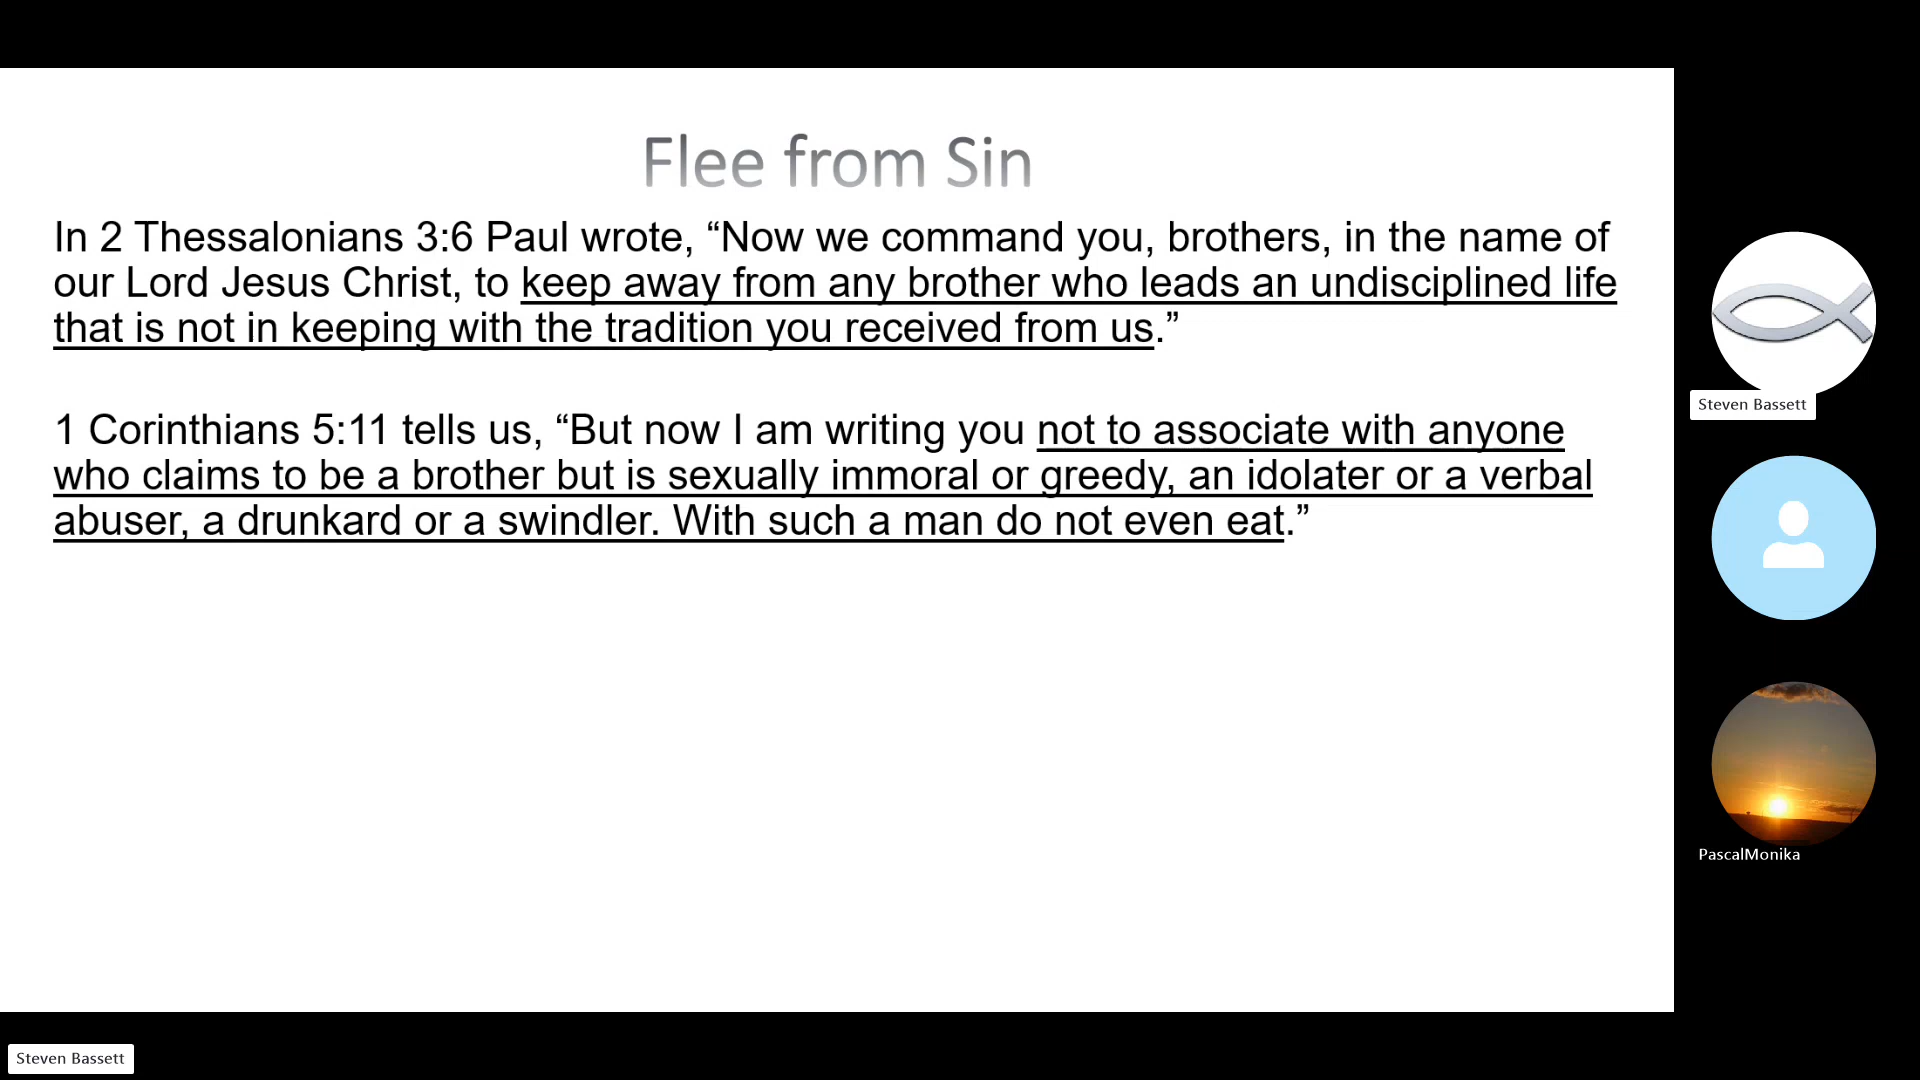 Flee from Sin
In 2 Thessalonians 3:6 Paul wrote, “Now we command you, brothers, in the name of
our Lord Jesus Christ, to keep away from any brother who leads an undisciplined life
that is not in keeping with the tradition you received from us.”
1 Corinthians 5:11 tells us, “But now I am writing you not to associate with anyone
who claims to be a brother but is sexually immoral or greedy, an idolater or a verbal
abuser, a drunkard or a swindler. With such a man do not even eat.”
Steven Bassett
PascalMonika
Steven Bassett